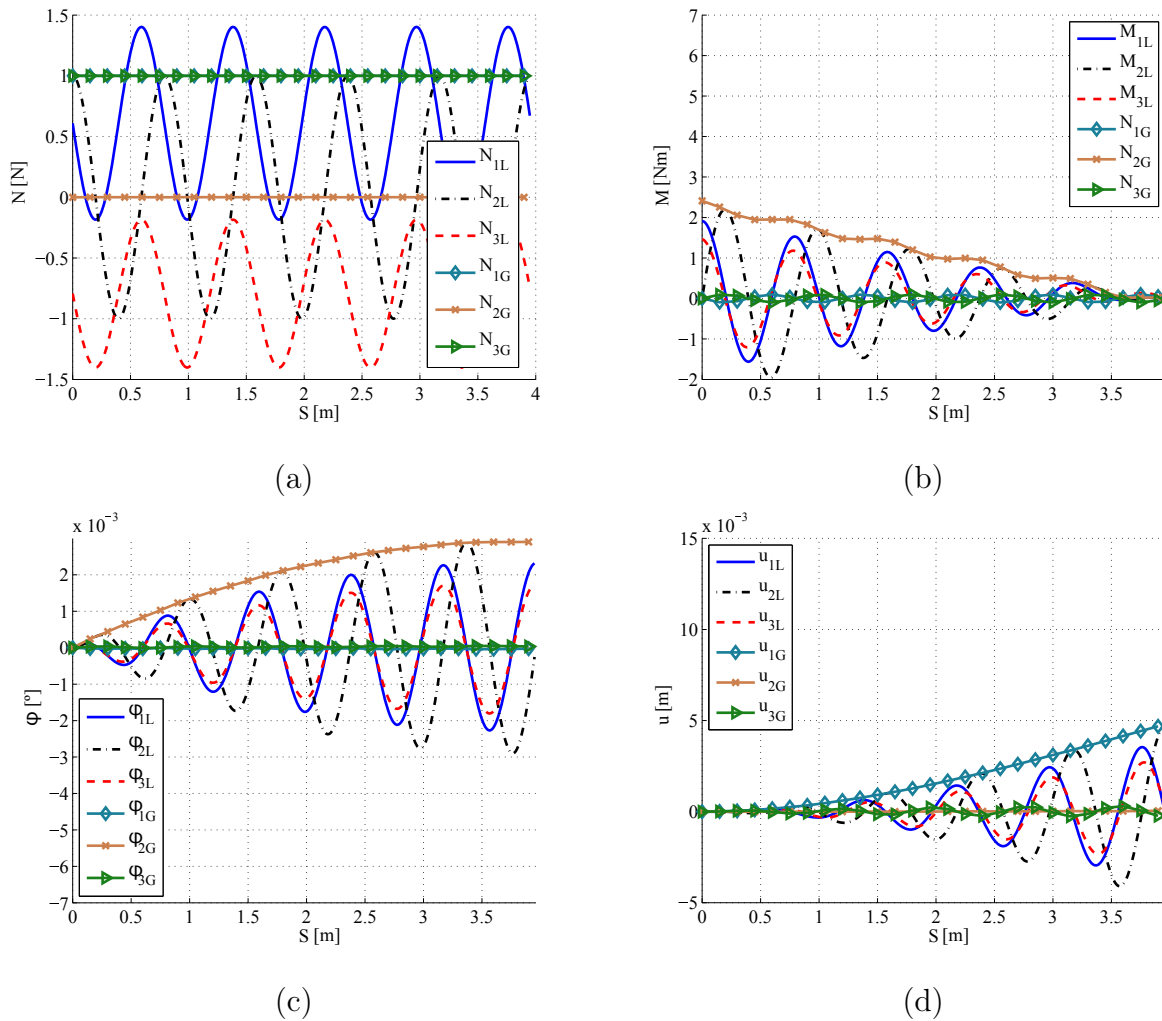 1.5
1
0.5
0
−0.5
−1
−1.5
N [N]
0 0.5 1 1.5 2 2.5 3 3.5 4
S [m]
N1L
N2L
N3L
N1G
N2G
N3G
(a)
7
6
5
4
3
2
1
0
−1
−2
M [Nm]
0 0.5 1 1.5 2 2.5 3 3.5
S [m]
M1L
M2L
M3L
N1G
N2G
N3G
(b)
x 10−3
2
1
0
−1
−2
−3
−4
−5
−6
−7
φ [º]
0 0.5 1 1.5 2 2.5 3 3.5
S [m]
φ1L
φ2L
φ3L
φ1G
φ2G
φ3G
(c)
x 10−3
15
10
5
0
5
u [m]
0 0.5 1 1.5 2 2.5 3 3.5
S [m]
u1L
u2L
u3L
u1G
u2G
u3G
(d)